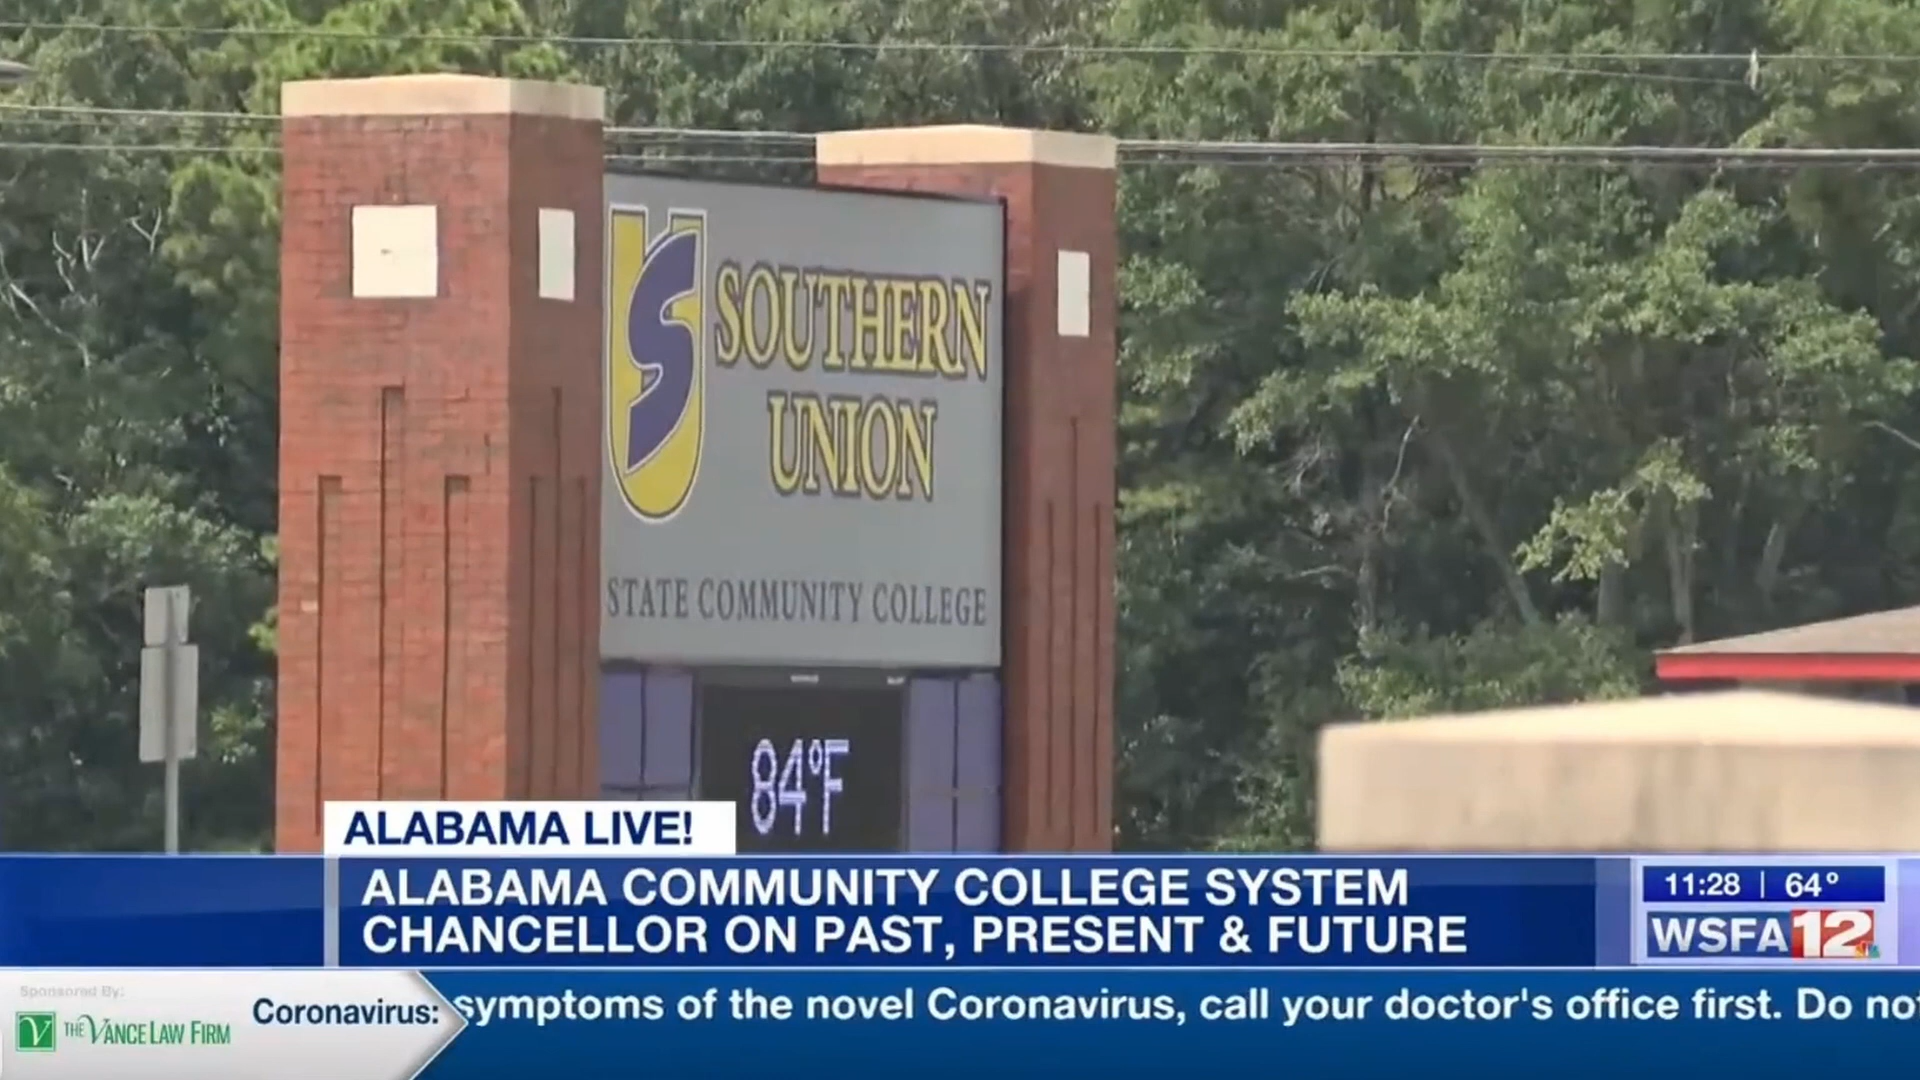 SOUTHERN
UNION
STATE COMMUNITY COLLEGE
84°F
ALABAMA LIVE!
ALABAMA COMMUNITY COLLEGE SYSTEM
CHANCELLOR ON PAST, PRESENT & FUTURE
11:28 | 64°
WSFA 12
Sponsored By:
THE VANCE LAW FIRM
Coronavirus: symptoms of the novel Coronavirus, call your doctor's office first. Do no